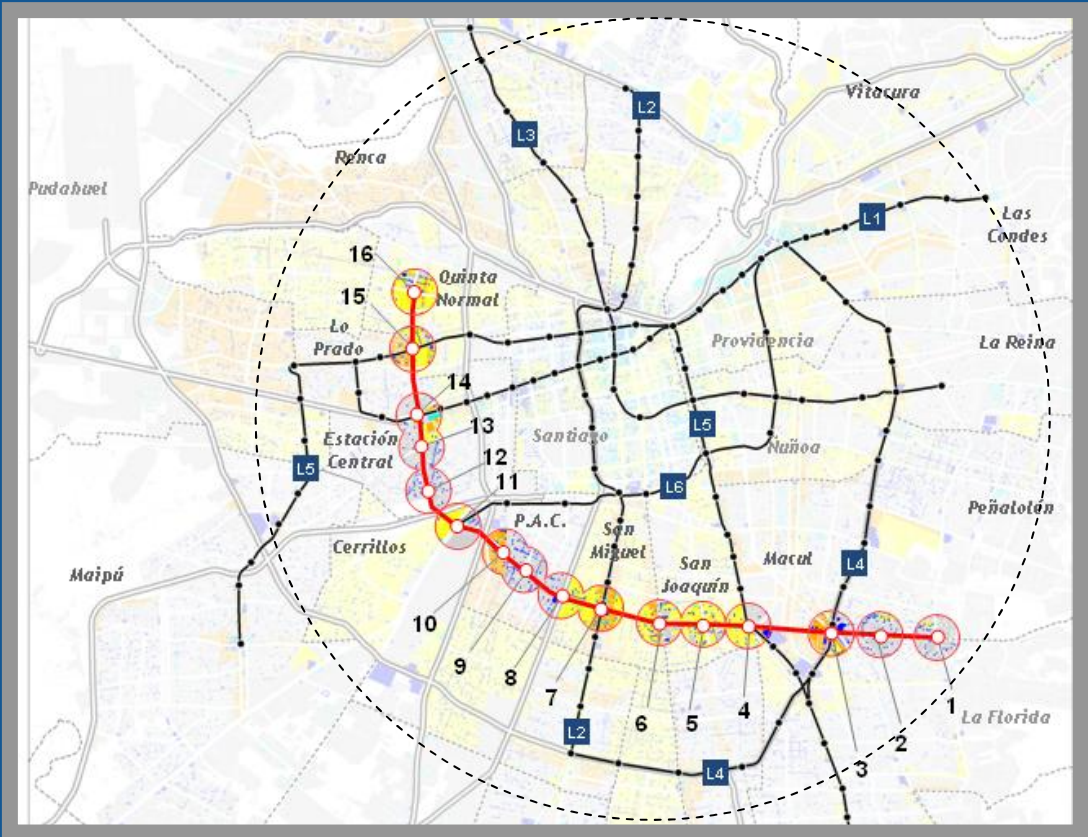 Vitacura
L2
L3
Renca
Pudahuel
L1
Las
Condes
16
Quinta
Normal
15
Lo
Prado
Providencia
La Reina
14
13
Estación
Central
12
11
Santiago
L5
Ñuñoa
L5
L6
P.A.C.
San
Miguel
Peñalolén
Cerrillos
Maipú
San
Joaquín
Macul
L4
10
9
8
7
6
5
4
3
2
1
La Florida
L2
L4